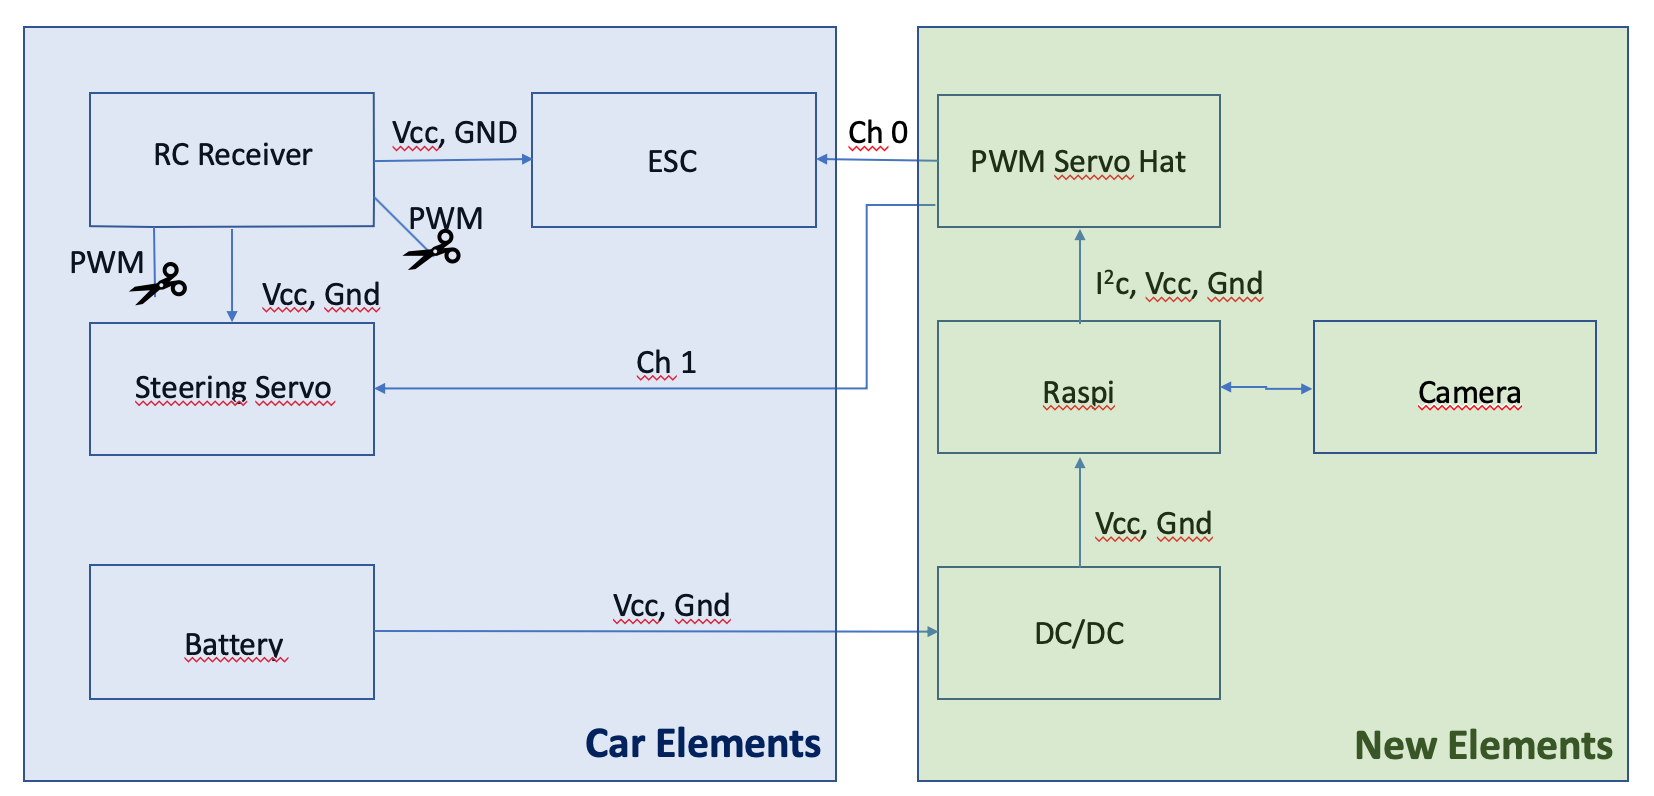 RC Receiver
Vcc, GND
ESC
Ch 0
PWM Servo Hat
PWM
PWM
Vcc, Gnd
I²c, Vcc, Gnd
Steering Servo
Ch 1
Raspi
Camera
Vcc, Gnd
Battery
Vcc, Gnd
DC/DC
Car Elements
New Elements